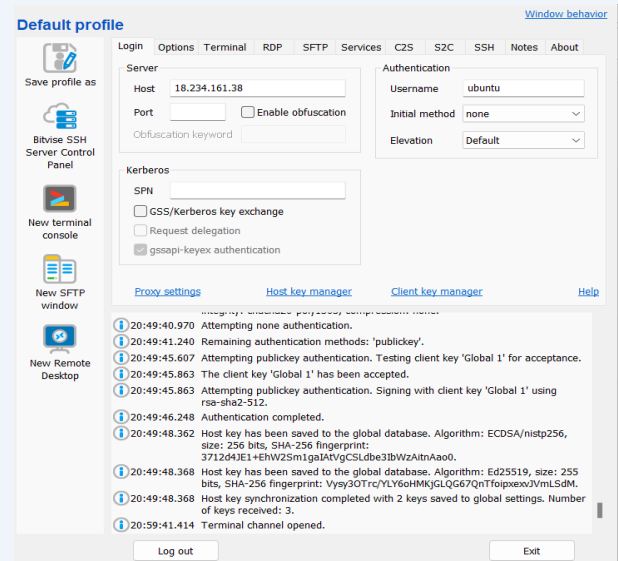 Default profile
Window behavior
Save profile as
Bitvise SSH
Server Control
Panel
New terminal
console
New SFTP
window
New Remote
Desktop
Login Options Terminal RDP SFTP Services C2S S2C SSH Notes About
Server
Host 18.234.161.38
Port Enable obfuscation
Obfuscation keyword
Authentication
Username ubuntu
Initial method none
Elevation Default
Kerberos
SPN
GSS/Kerberos key exchange
Request delegation
gssapi-keyex authentication
Proxy settings Host key manager Client key manager Help
20:49:40.970 Attempting none authentication.
20:49:41.240 Remaining authentication methods: 'publickey'.
20:49:45.607 Attempting publickey authentication. Testing client key 'Global 1' for acceptance.
20:49:45.863 The client key 'Global 1' has been accepted.
20:49:45.863 Attempting publickey authentication. Signing with client key 'Global 1' using
rsa-sha2-512.
20:49:46.248 Authentication completed.
20:49:48.362 Host key has been saved to the global database. Algorithm: ECDSA/nistp256,
size: 256 bits, SHA-256 fingerprint:
3712d4JE1+EhW2Sm1gaIAtVgCSLdbe3IbWzAitnAao0.
20:49:48.368 Host key has been saved to the global database. Algorithm: Ed25519, size: 255
bits, SHA-256 fingerprint: Vysy3OTrc/YLY6oHMKjGLQG67QnTfoipxexvJVmLSdM.
20:49:48.368 Host key synchronization completed with 2 keys saved to global settings. Number
of keys received: 3.
20:59:41.414 Terminal channel opened.
Log out
Exit